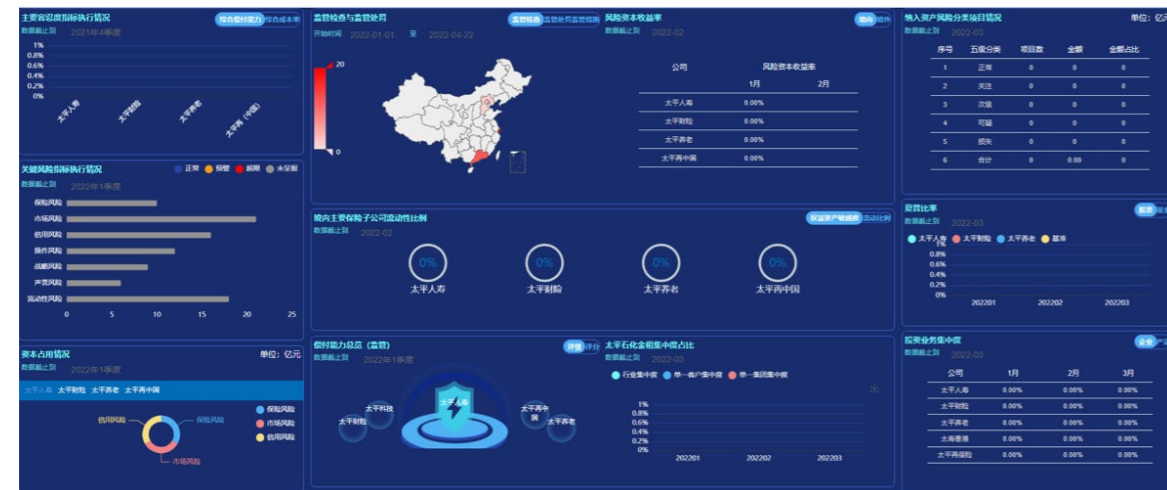 主要容忍度指标执行情况
综合偿付能力 综合成本率
数据截止到 2021年4季度
1%
0.8%
0.6%
0.4%
0.2%
0%
太平人寿 太平财险 太平养老 太平再（中国）
关键风险指标执行情况
正常 预警 超限 未呈报
数据截止到 2022年1季度
保险风险
市场风险
信用风险
操作风险
战略风险
声誉风险
流动性风险
0 5 10 15 20 25
资本占用情况 单位：亿元
数据截止到 2022年1季度
太平人寿 太平财险 太平养老 太平再中国
信用风险 保险风险
市场风险
保险风险
市场风险
信用风险
监管检查与监管处罚
监管检查 监管处罚 监管措施
开始时间 2022-01-01 至 2022-04-22
20
0
风险资本收益率
境内 境外
数据截止到 2022-02
公司 风险资本收益率
1月 2月
太平人寿 0.00%
太平财险 0.00%
太平养老 0.00%
太平再中国 0.00%
境内主要保险子公司流动性比例
权益资产敏感度 流动比例
数据截止到 2022-02
0% 0% 0% 0%
太平人寿 太平财险 太平养老 太平再中国
偿付能力总览（监管）
评级 评分
数据截止到 2022年1季度
太平财险 太平科技 太平人寿 太平再中国 太平养老
太平石化金租集中度占比
数据截止到 2022-03
行业集中度 单一客户集中度 单一集团集中度
1%
0.8%
0.6%
0.4%
0.2%
0%
202201 202202 202203
纳入资产风险分类项目情况 单位：亿元
数据截止到 2022-03
序号 五级分类 项目数 金额 金额占比
1 正常 0 0 0
2 关注 0 0 0
3 次级 0 0 0
4 可疑 0 0 0
5 损失 0 0 0
6 合计 0 0.00 0
夏普比率
数据截止到 2022-03
太平人寿 太平财险 太平养老 基准
1%
0.8%
0.6%
0.4%
0.2%
0%
202201 202202 202203
投资业务集中度
企业
数据截止到 2022-03
公司 1月 2月 3月
太平人寿 0.00% 0.00% 0.00%
太平财险 0.00% 0.00% 0.00%
太平养老 0.00% 0.00% 0.00%
太寿香港 0.00% 0.00% 0.00%
太平再保险 0.00% 0.00% 0.00%